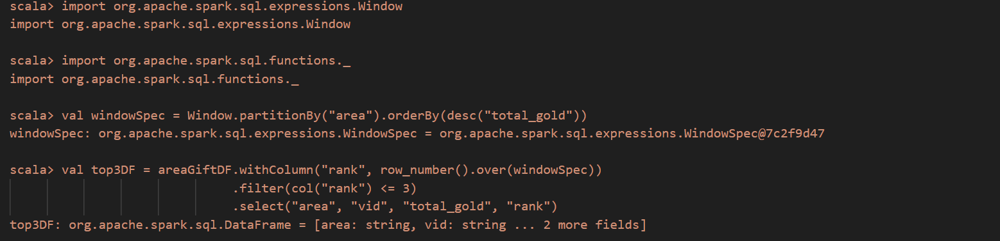 scala> import org.apache.spark.sql.expressions.Window
import org.apache.spark.sql.expressions.Window
scala> import org.apache.spark.sql.functions._
import org.apache.spark.sql.functions._
scala> val windowSpec = Window.partitionBy("area").orderBy(desc("total_gold"))
windowSpec: org.apache.spark.sql.expressions.WindowSpec = org.apache.spark.sql.expressions.WindowSpec@7c2f9d47
scala> val top3DF = areaGiftDF.withColumn("rank", row_number().over(windowSpec))
.filter(col("rank") <= 3)
.select("area", "vid", "total_gold", "rank")
top3DF: org.apache.spark.sql.DataFrame = [area: string, vid: string ... 2 more fields]